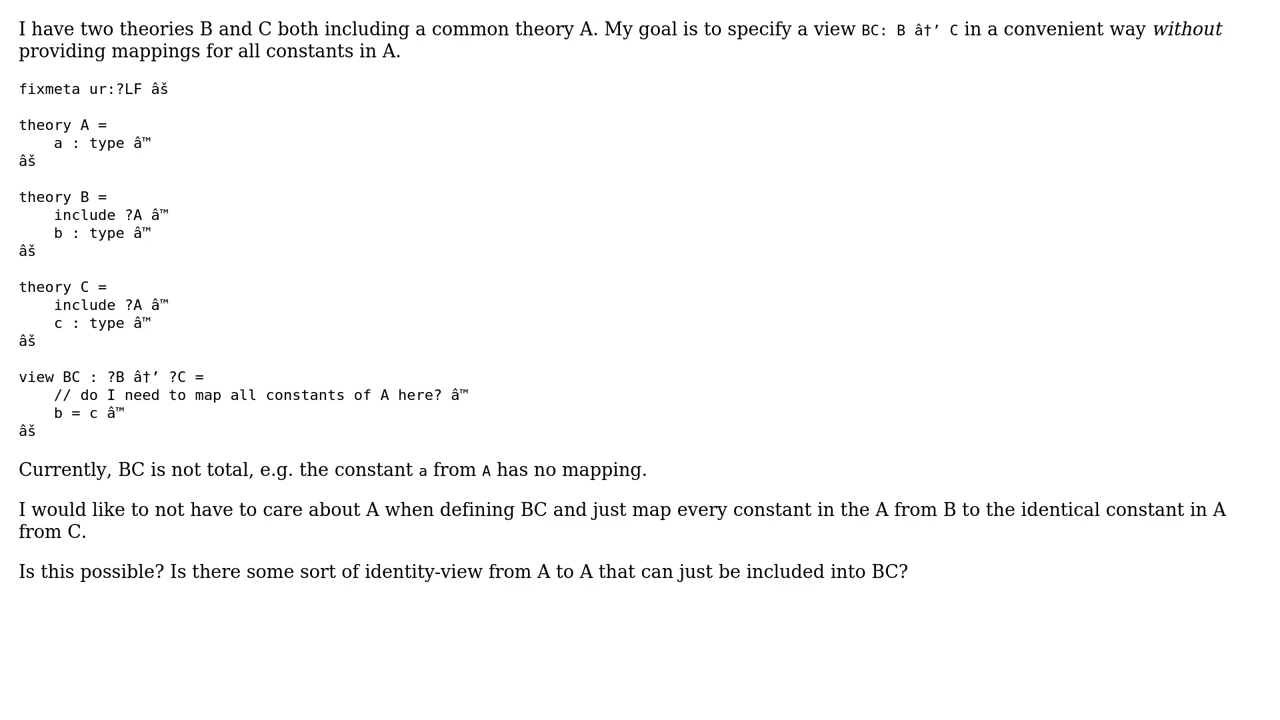 I have two theories B and C both including a common theory A. My goal is to specify a view BC: B â†’ C in a convenient way without
providing mappings for all constants in A.
fixmeta ur:?LF âš
theory A =
a : type â™
âš
theory B =
include ?A â™
b : type â™
âš
theory C =
include ?A â™
c : type â™
âš
view BC : ?B â†’ ?C =
// do I need to map all constants of A here? â™
b = c â™
âš
Currently, BC is not total, e.g. the constant a from A has no mapping.
I would like to not have to care about A when defining BC and just map every constant in the A from B to the identical constant in A
from C.
Is this possible? Is there some sort of identity-view from A to A that can just be included into BC?